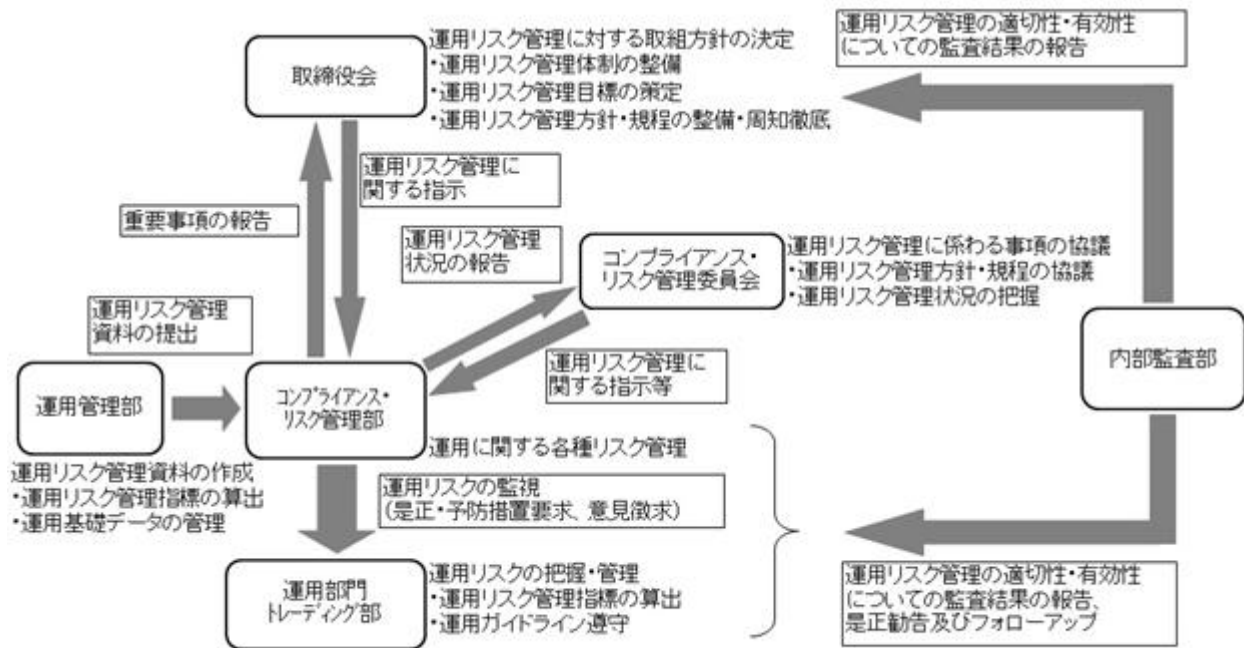 取締役会
運用リスク管理に対する取組方針の決定
・運用リスク管理体制の整備
・運用リスク管理目標の策定
・運用リスク管理方針・規程の整備・周知徹底
運用リスク管理の適切性・有効性
についての監査結果の報告
運用リスク管理に
関する指示
重要事項の報告
運用リスク管理
状況の報告
コンプライアンス・
リスク管理委員会
運用リスク管理に係わる事項の協議
・運用リスク管理方針・規程の協議
・運用リスク管理状況の把握
運用リスク管理
資料の提出
運用リスク管理に
関する指示等
内部監査部
運用管理部
コンプライアンス・
リスク管理部
運用に関する各種リスク管理
運用リスク管理資料の作成
・運用リスク管理指標の算出
・運用基礎データの管理
運用リスクの監視
(是正・予防措置要求、意見徴求)
運用部門
トレーディング部
運用リスクの把握・管理
・運用リスク管理指標の算出
・運用ガイドライン遵守
運用リスク管理の適切性・有効性
についての監査結果の報告、
是正勧告及びフォローアップ